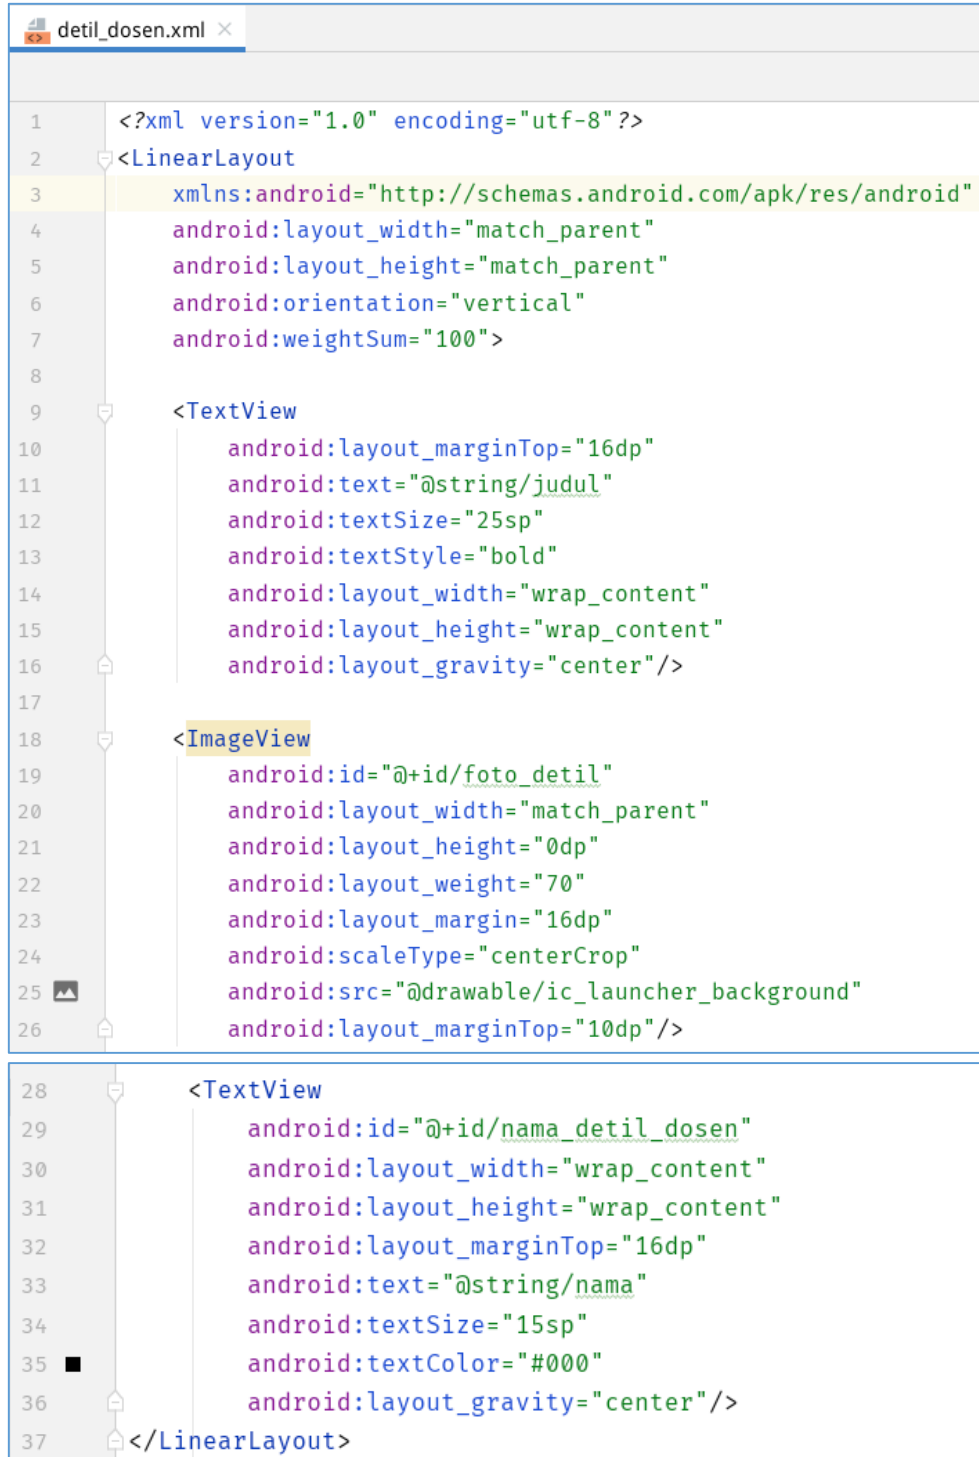 detil_dosen.xml
1 <?xml version="1.0" encoding="utf-8"?>
2 <LinearLayout
3 xmlns:android="http://schemas.android.com/apk/res/android"
4 android:layout_width="match_parent"
5 android:layout_height="match_parent"
6 android:orientation="vertical"
7 android:weightSum="100">
8
9 <TextView
10 android:layout_marginTop="16dp"
11 android:text="@string/judul"
12 android:textSize="25sp"
13 android:textStyle="bold"
14 android:layout_width="wrap_content"
15 android:layout_height="wrap_content"
16 android:layout_gravity="center"/>
17
18 <ImageView
19 android:id="@+id/foto_detil"
20 android:layout_width="match_parent"
21 android:layout_height="0dp"
22 android:layout_weight="70"
23 android:layout_margin="16dp"
24 android:scaleType="centerCrop"
25 android:src="@drawable/ic_launcher_background"
26 android:layout_marginTop="10dp"/>
28 <TextView
29 android:id="@+id/nama_detil_dosen"
30 android:layout_width="wrap_content"
31 android:layout_height="wrap_content"
32 android:layout_marginTop="16dp"
33 android:text="@string/nama"
34 android:textSize="15sp"
35 android:textColor="#000"
36 android:layout_gravity="center"/>
37 </LinearLayout>